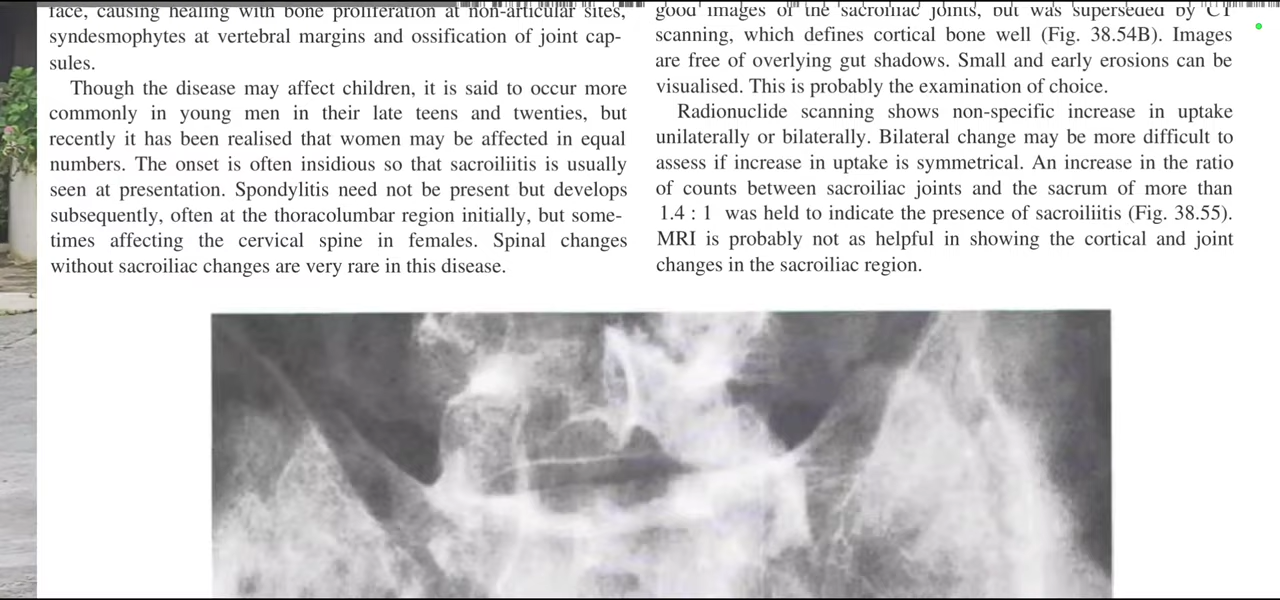 face, causing healing with bone proliferation at non-articular sites,
syndesmophytes at vertebral margins and ossification of joint cap-
sules.
Though the disease may affect children, it is said to occur more
commonly in young men in their late teens and twenties, but
recently it has been realised that women may be affected in equal
numbers. The onset is often insidious so that sacroiliitis is usually
seen at presentation. Spondylitis need not be present but develops
subsequently, often at the thoracolumbar region initially, but some-
times affecting the cervical spine in females. Spinal changes
without sacroiliac changes are very rare in this disease.
good images of the sacroiliac joints, but was superseded by CT
scanning, which defines cortical bone well (Fig. 38.54B). Images
are free of overlying gut shadows. Small and early erosions can be
visualised. This is probably the examination of choice.
Radionuclide scanning shows non-specific increase in uptake
unilaterally or bilaterally. Bilateral change may be more difficult to
assess if increase in uptake is symmetrical. An increase in the ratio
of counts between sacroiliac joints and the sacrum of more than
1.4 : 1 was held to indicate the presence of sacroiliitis (Fig. 38.55).
MRI is probably not as helpful in showing the cortical and joint
changes in the sacroiliac region.